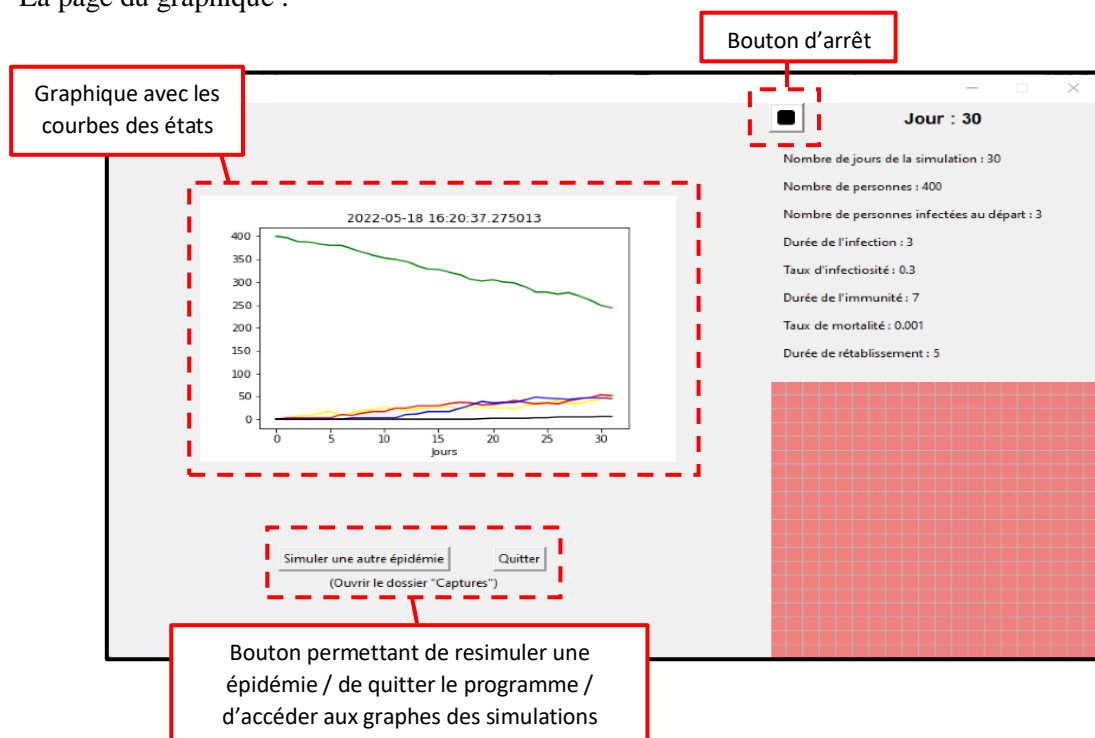 La page du graphique :
Bouton d'arrêt
Graphique avec les
courbes des états
Jour : 30
Nombre de jours de la simulation : 30
Nombre de personnes : 400
Nombre de personnes infectées au départ : 3
Durée de l'infection : 3
Taux d'infectiosité : 0.3
Durée de l'immunité : 7
Taux de mortalité : 0.001
Durée de rétablissement : 5
2022-05-18 16:20:37.275013
400
350
300
250
200
150
100
50
0
0 5 10 15 20 25 30
Jours
Simuler une autre épidémie
Quitter
(Ouvrir le dossier "Captures")
Bouton permettant de resimuler une
épidémie / de quitter le programme /
d'accéder aux graphes des simulations